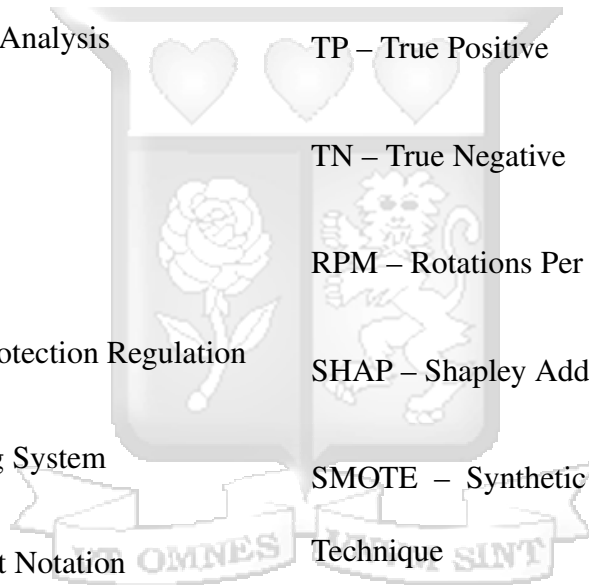 Analysis
otection Regulation
g System
t Notation
TP – True Positive
TN – True Negative
RPM – Rotations Per
SHAP – Shapley Add
SMOTE – Synthetic
Technique
OMNES
SINT